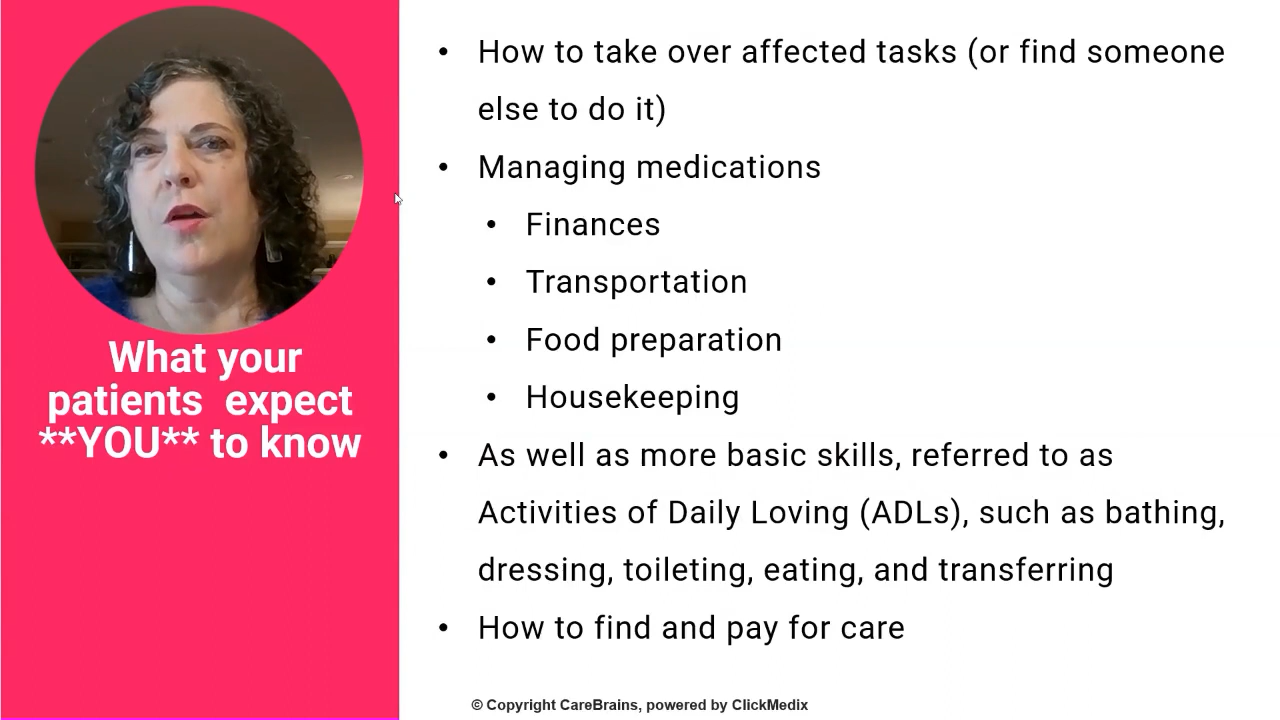 What your
patients expect
**YOU** to know
• How to take over affected tasks (or find someone
else to do it)
• Managing medications
• Finances
• Transportation
• Food preparation
• Housekeeping
• As well as more basic skills, referred to as
Activities of Daily Loving (ADLs), such as bathing,
dressing, toileting, eating, and transferring
• How to find and pay for care
© Copyright CareBrains, powered by ClickMedix